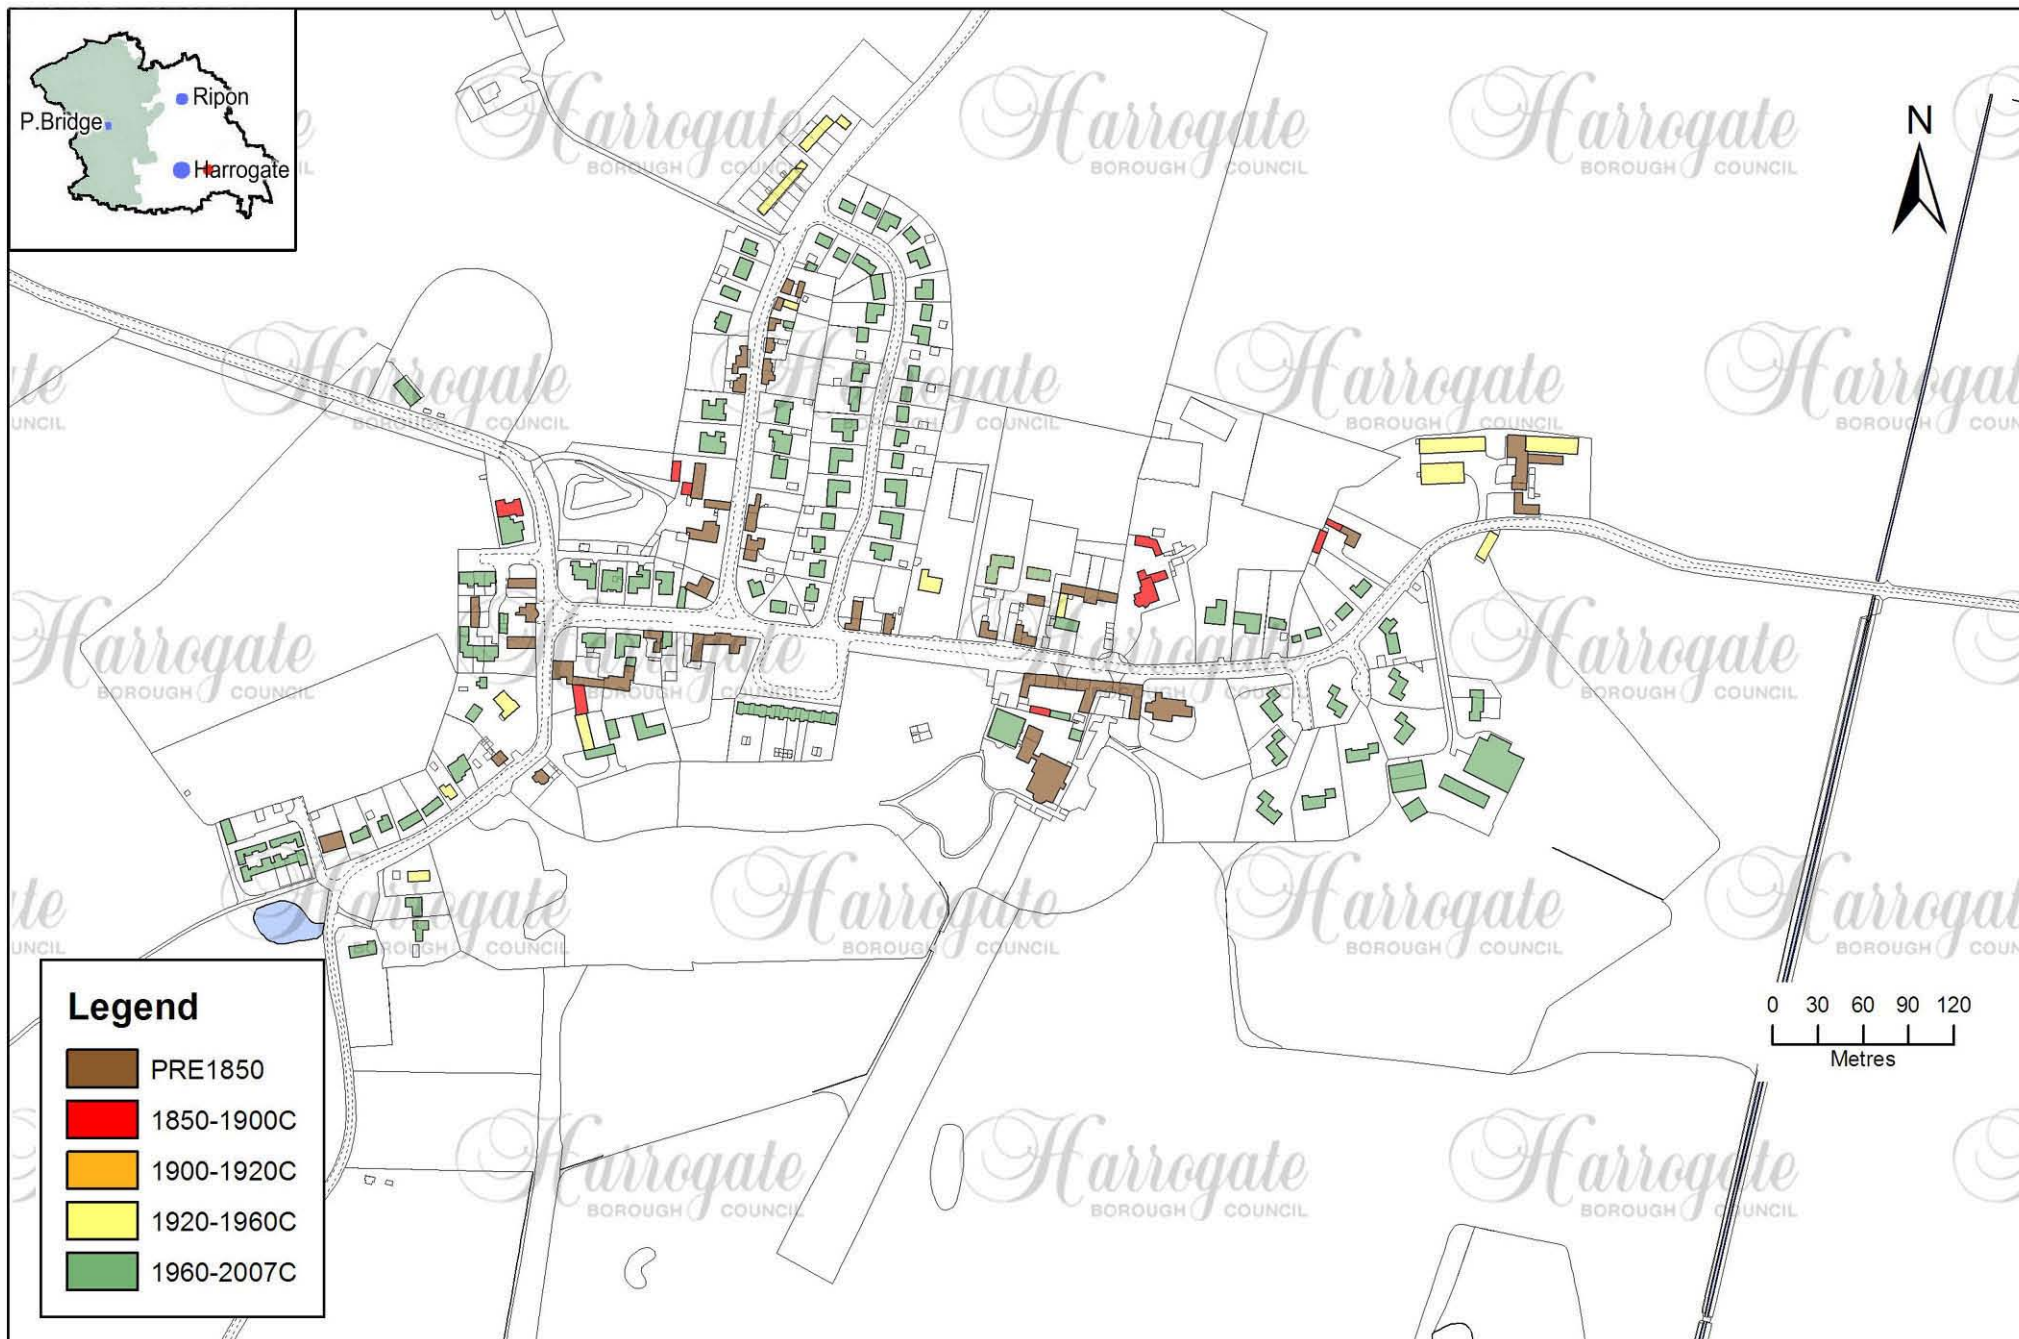 Ripon
P.Bridge
Harrogate
N
Harrogate
BOROUGH COUNCIL
Legend
PRE1850
1850-1900C
1900-1920C
1920-1960C
1960-2007C
0 30 60 90 120
Metres